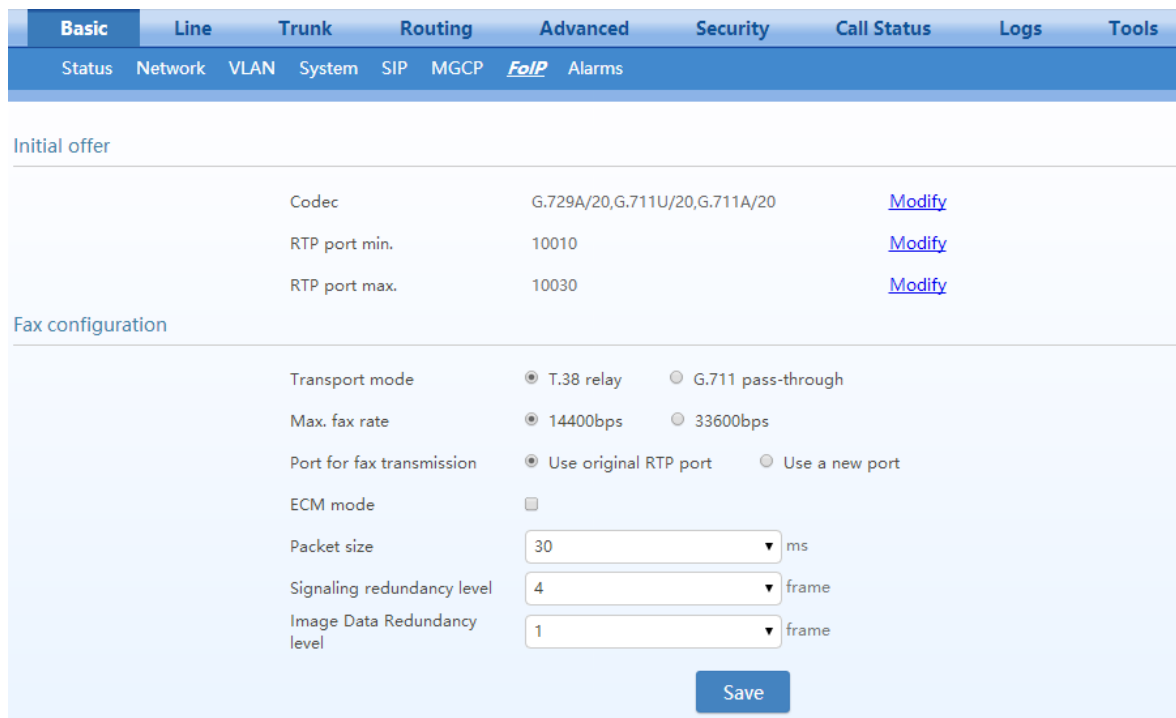 Basic Line Trunk Routing Advanced Security Call Status Logs Tools
Status Network VLAN System SIP MGCP FoIP Alarms
Initial offer
Codec G.729A/20,G.711U/20,G.711A/20 Modify
RTP port min. 10010 Modify
RTP port max. 10030 Modify
Fax configuration
Transport mode T.38 relay G.711 pass-through
Max. fax rate 14400bps 33600bps
Port for fax transmission Use original RTP port Use a new port
ECM mode
Packet size 30 ms
Signaling redundancy level 4 frame
Image Data Redundancy
level 1 frame
Save